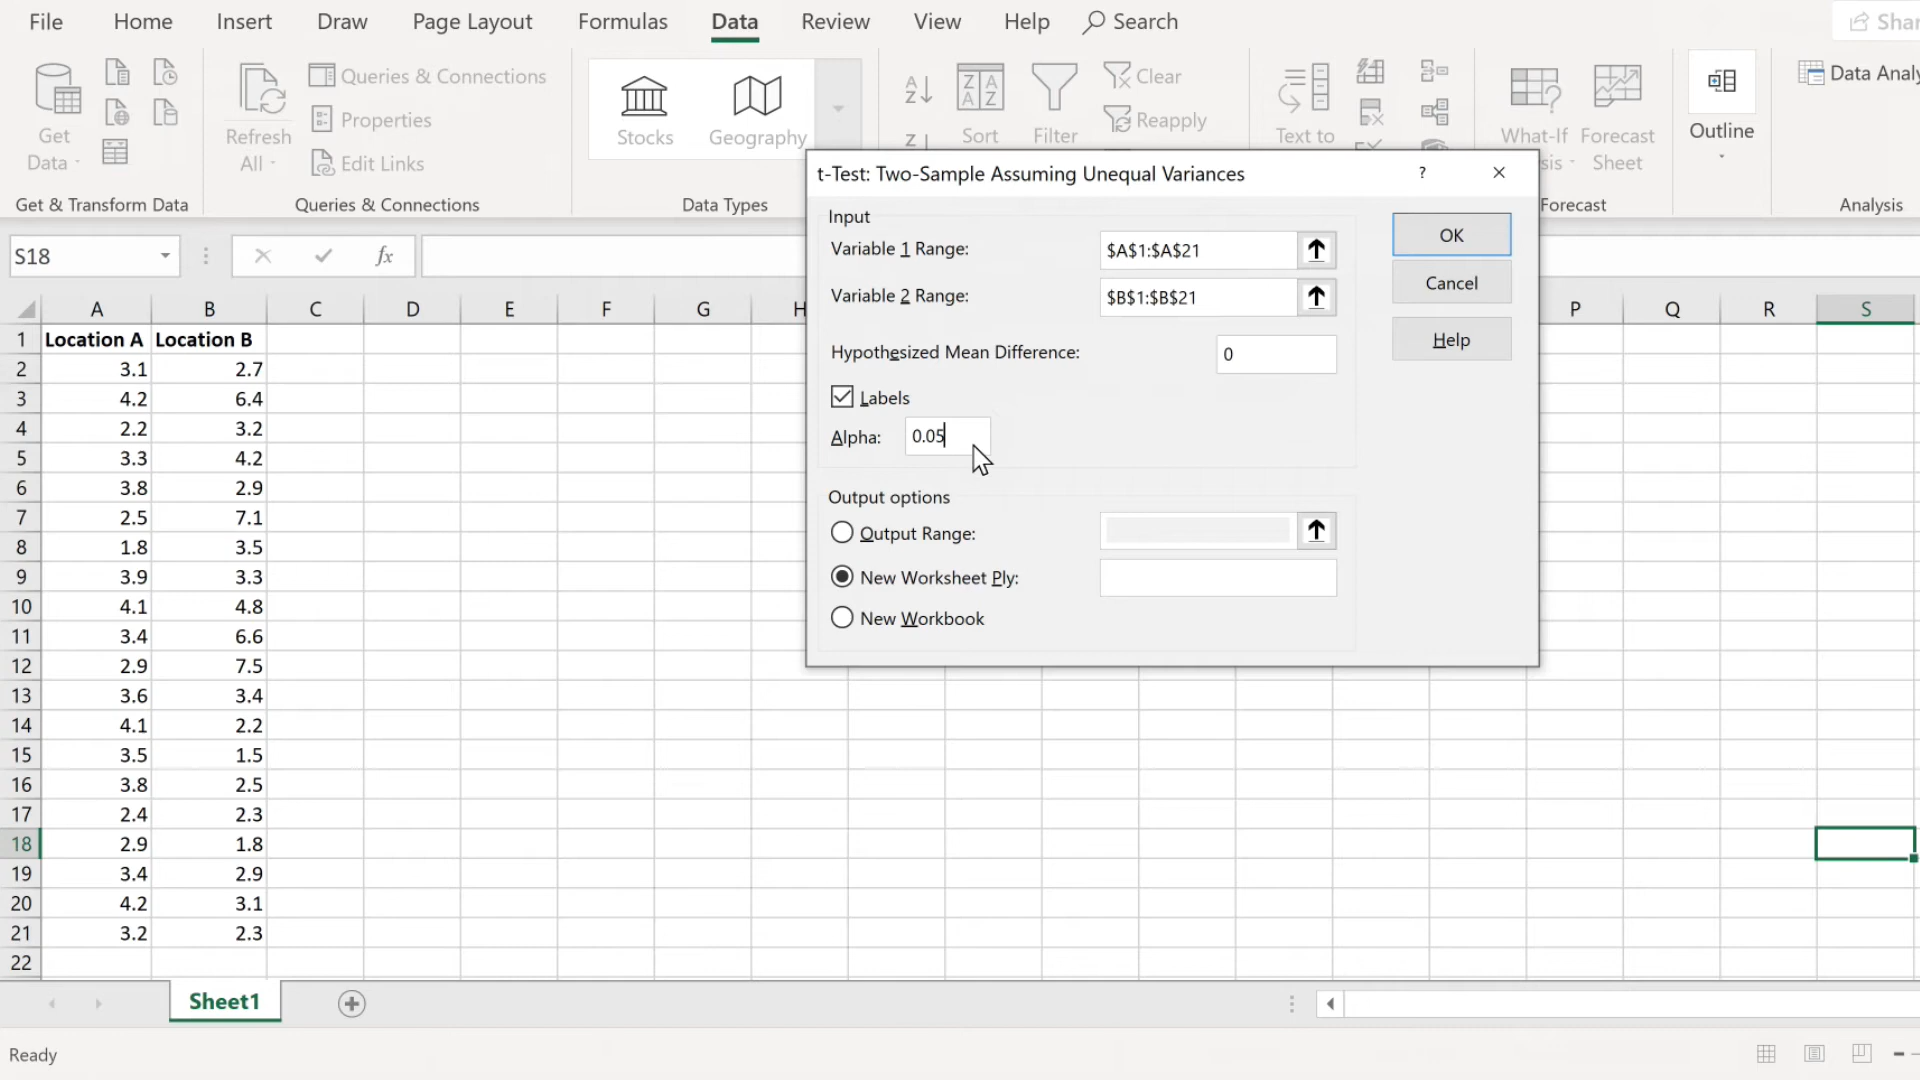 File Home Insert Draw Page Layout Formulas Data Review View Help Search Shar
Get Data
Refresh All
Queries & Connections
Properties
Edit Links
Stocks
Geography
Sort
Filter
Clear
Reapply
Text to
What-If
sis
Forecast Sheet
Outline
Data Analy
Get & Transform Data
Queries & Connections
Data Types
Forecast
Analysis
S18
fx
t-Test: Two-Sample Assuming Unequal Variances ?
Input
Variable 1 Range: $A$1:$A$21
Variable 2 Range: $B$1:$B$21
Hypothesized Mean Difference: 0
Labels
Alpha: 0.05
Output options
Output Range:
New Worksheet Ply:
New Workbook
OK
Cancel
Help
A B C D E F G H P Q R S
1 Location A Location B
2 3.1 2.7
3 4.2 6.4
4 2.2 3.2
5 3.3 4.2
6 3.8 2.9
7 2.5 7.1
8 1.8 3.5
9 3.9 3.3
10 4.1 4.8
11 3.4 6.6
12 2.9 7.5
13 3.6 3.4
14 4.1 2.2
15 3.5 1.5
16 3.8 2.5
17 2.4 2.3
18 2.9 1.8
19 3.4 2.9
20 4.2 3.1
21 3.2 2.3
22
Sheet1
Ready